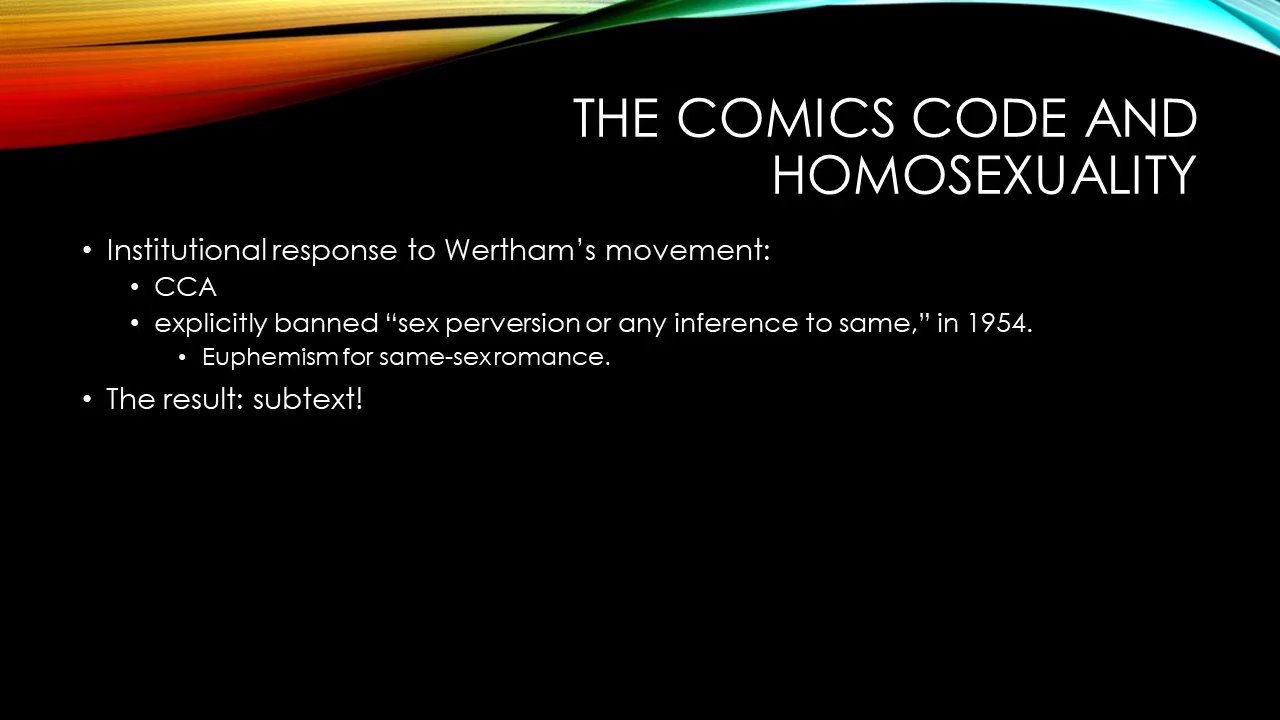 THE COMICS CODE AND
HOMOSEXUALITY
• Institutional response to Wertham’s movement:
• CCA
• explicitly banned “sex perversion or any inference to same,” in 1954.
• Euphemism for same-sex romance.
• The result: subtext!